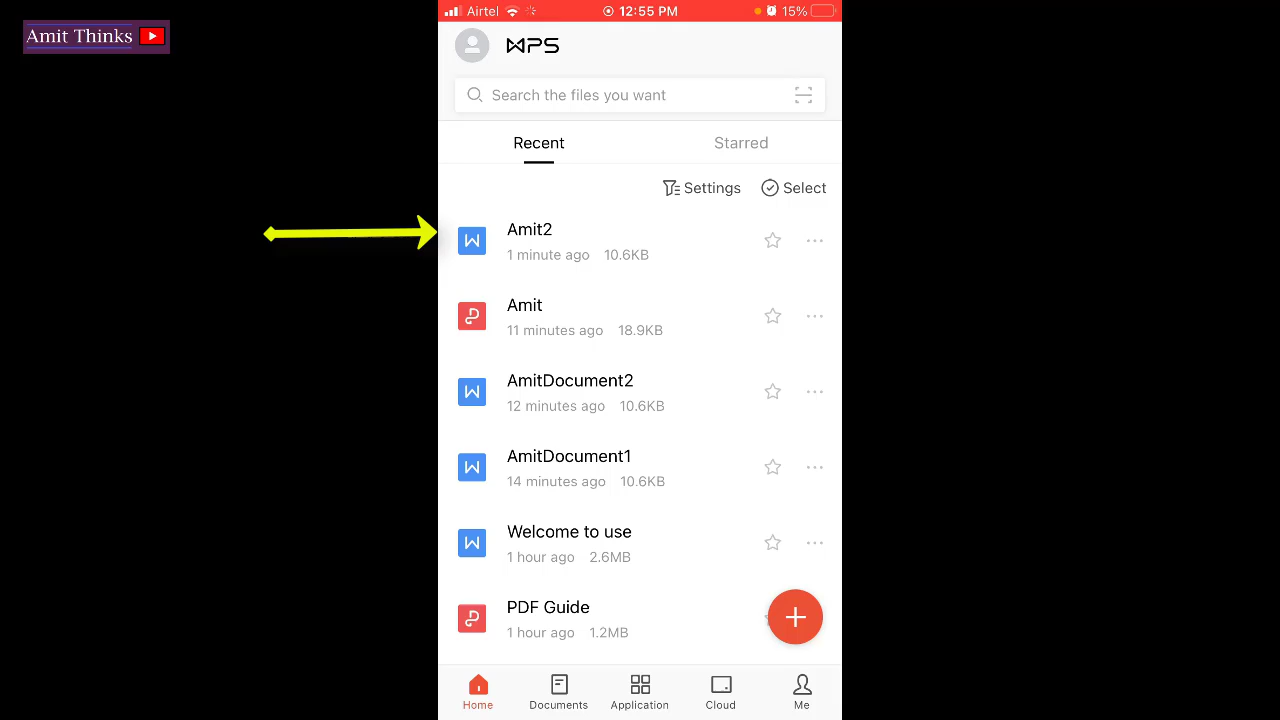 Amit Thinks
Airtel 12:55 PM 15%
WPS
Search the files you want
Recent Starred
Settings Select
Amit2
1 minute ago 10.6KB
Amit
11 minutes ago 18.9KB
AmitDocument2
12 minutes ago 10.6KB
AmitDocument1
14 minutes ago 10.6KB
Welcome to use
1 hour ago 2.6MB
PDF Guide
1 hour ago 1.2MB
Home Documents Application Cloud Me